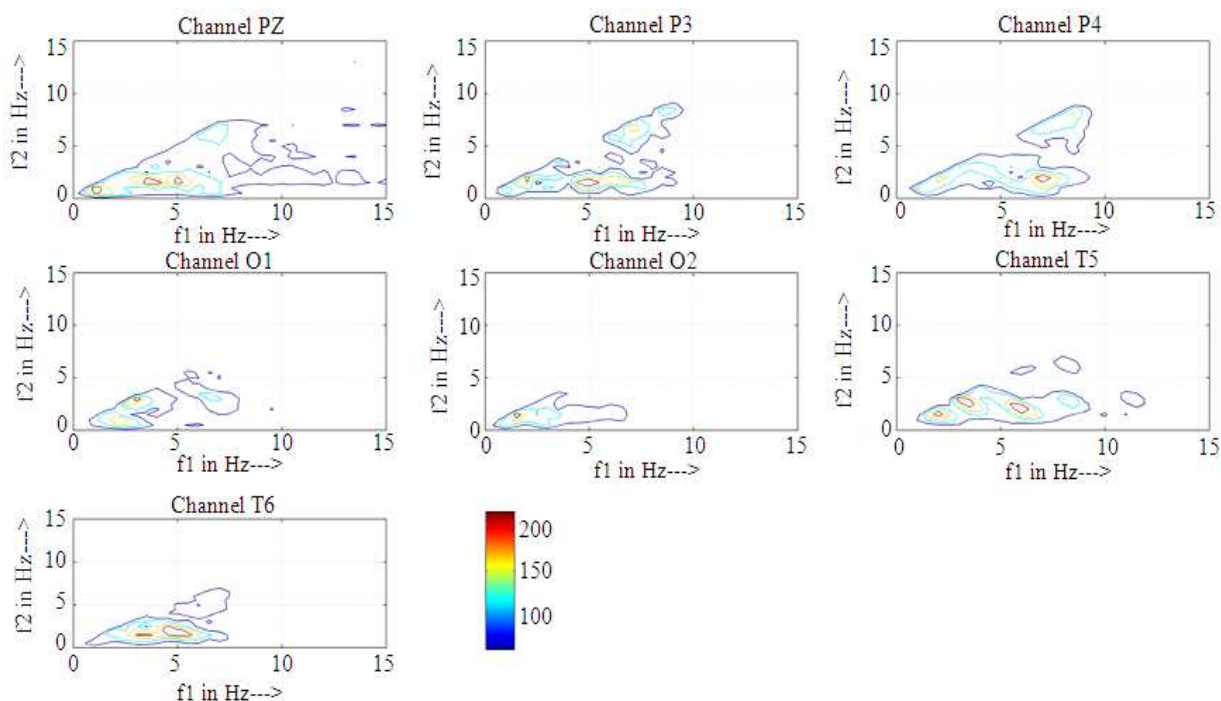 Channel PZ
15
10
5
0
f2 in Hz--->
0 5 10 15
f1 in Hz--->
Channel P3
15
10
5
0
f2 in Hz--->
0 5 10 15
f1 in Hz--->
Channel P4
15
10
5
0
f2 in Hz--->
0 5 10 15
f1 in Hz--->
Channel O1
15
10
5
0
f2 in Hz--->
0 5 10 15
f1 in Hz--->
Channel O2
15
10
5
0
f2 in Hz--->
0 5 10 15
f1 in Hz--->
Channel T5
15
10
5
0
f2 in Hz--->
0 5 10 15
f1 in Hz--->
Channel T6
15
10
5
0
f2 in Hz--->
0 5 10 15
f1 in Hz--->
200
150
100